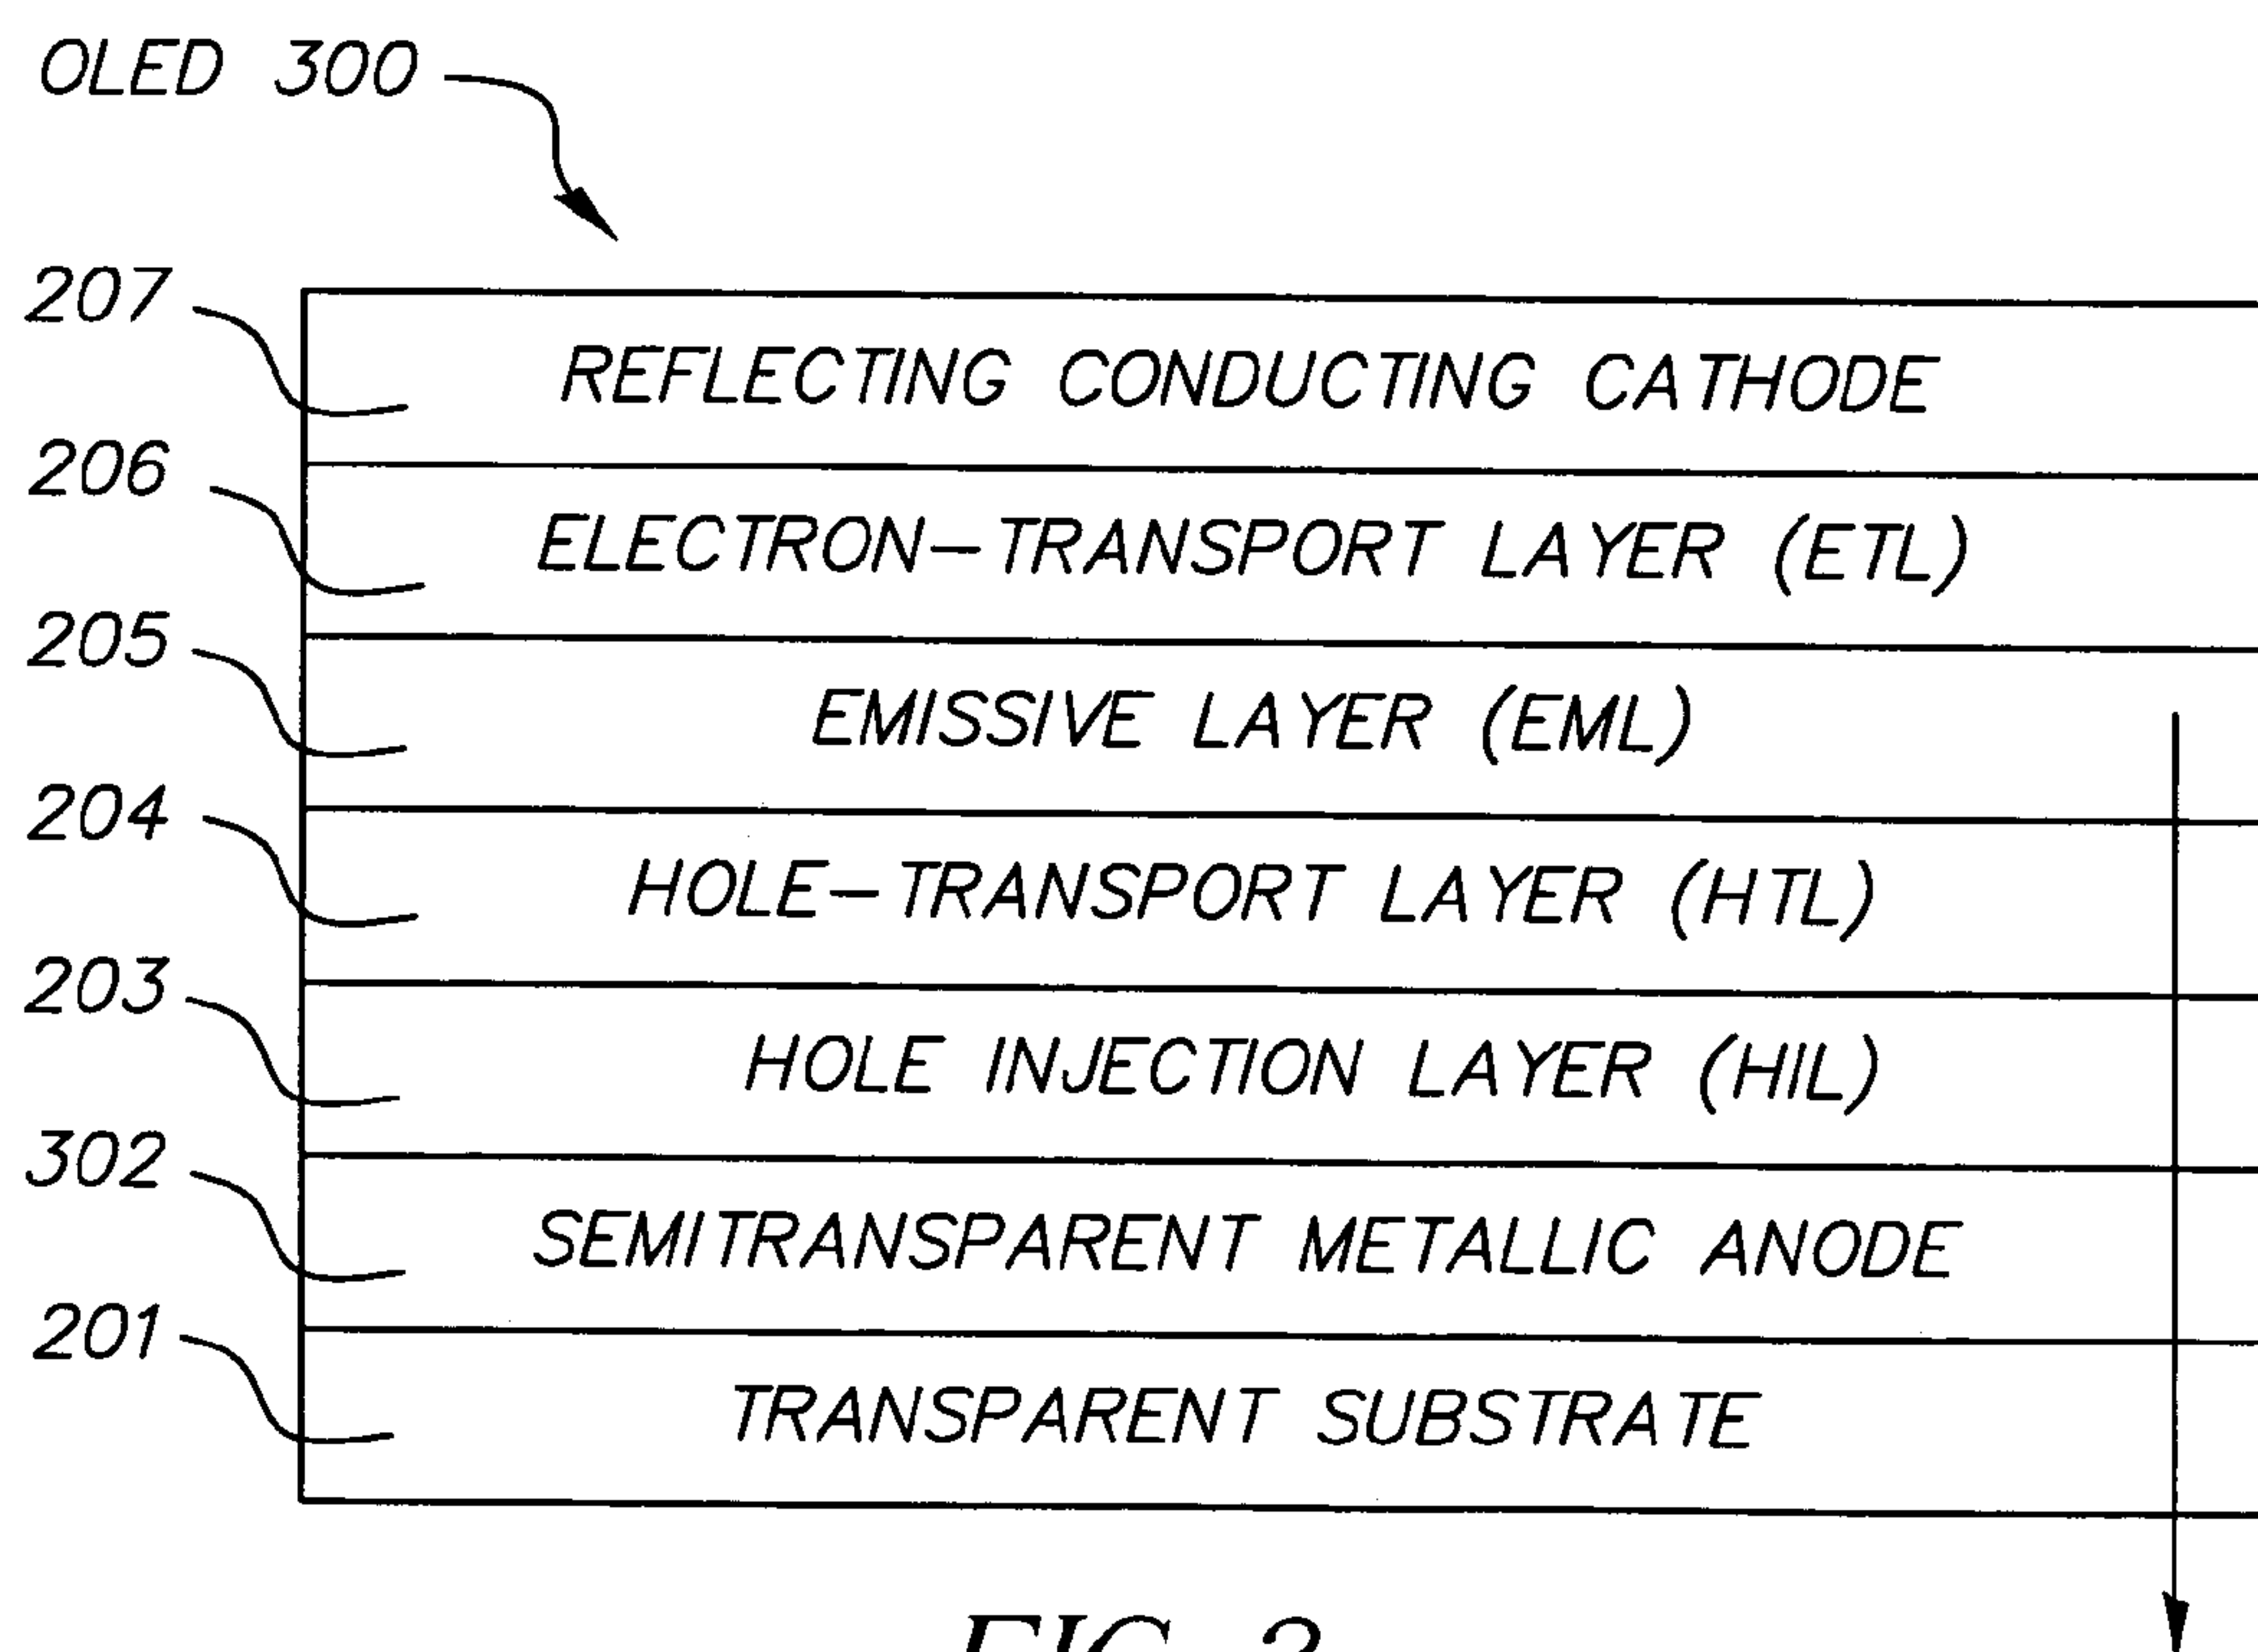 OLED 300
207
REFLECTING CONDUCTING CATHODE
206
ELECTRON-TRANSPORT LAYER (ETL)
205
EMISSIVE LAYER (EML)
204
HOLE-TRANSPORT LAYER (HTL)
203
HOLE INJECTION LAYER (HIL)
302
SEMITRANSPARENT METALLIC ANODE
201
TRANSPARENT SUBSTRATE
FIG.